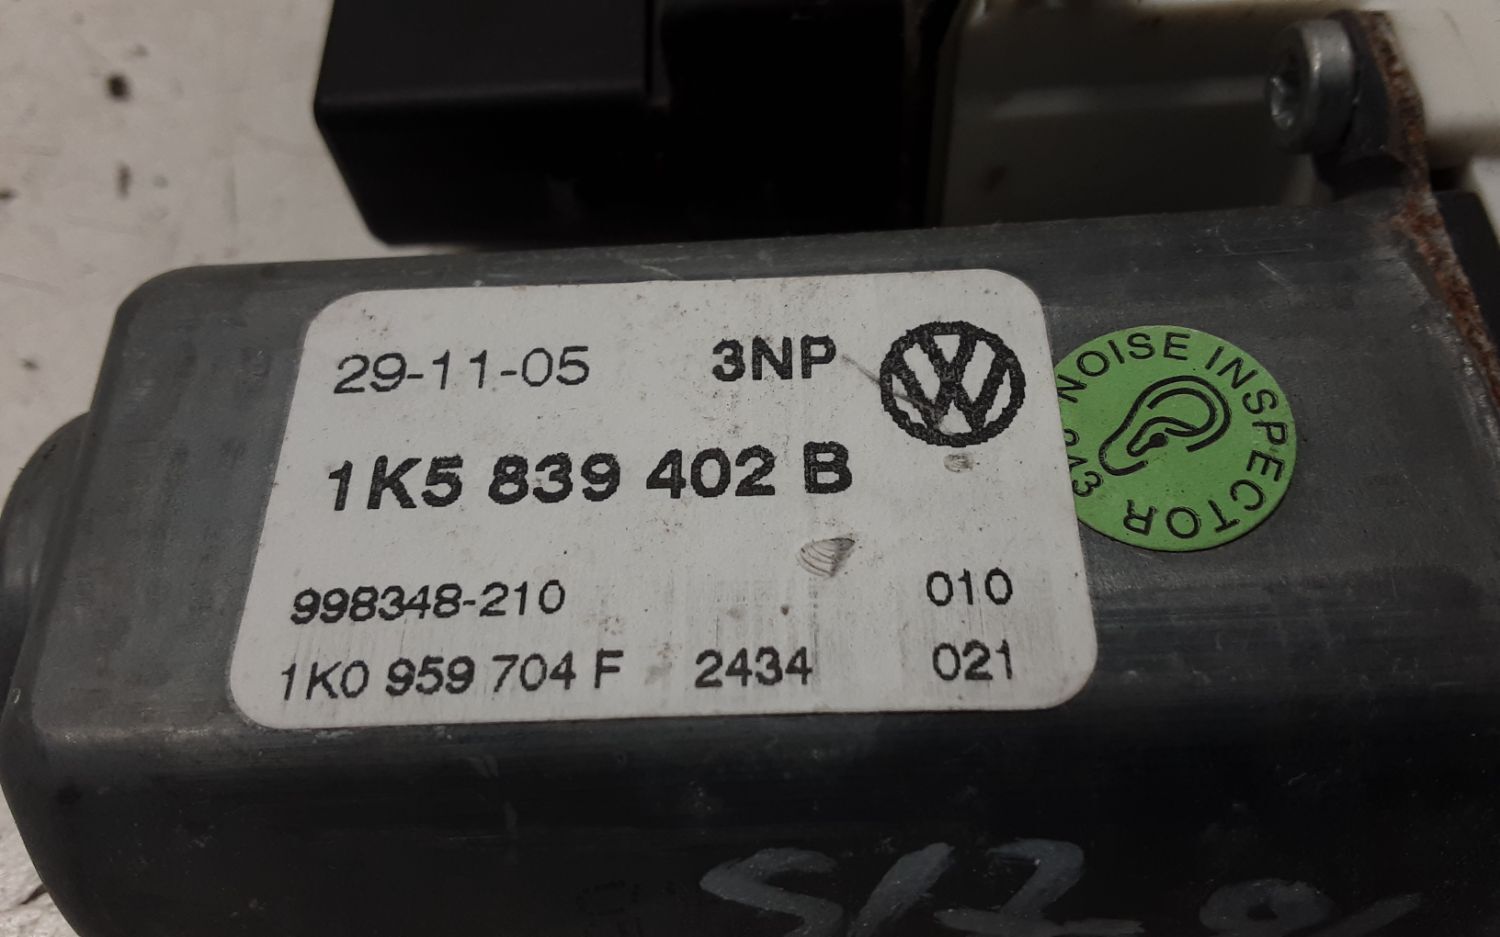 29-11-05 3NP
1K5 839 402 B
998348-210 010
1K0 959 704 F 2434 021
NOISE INSPECTOR